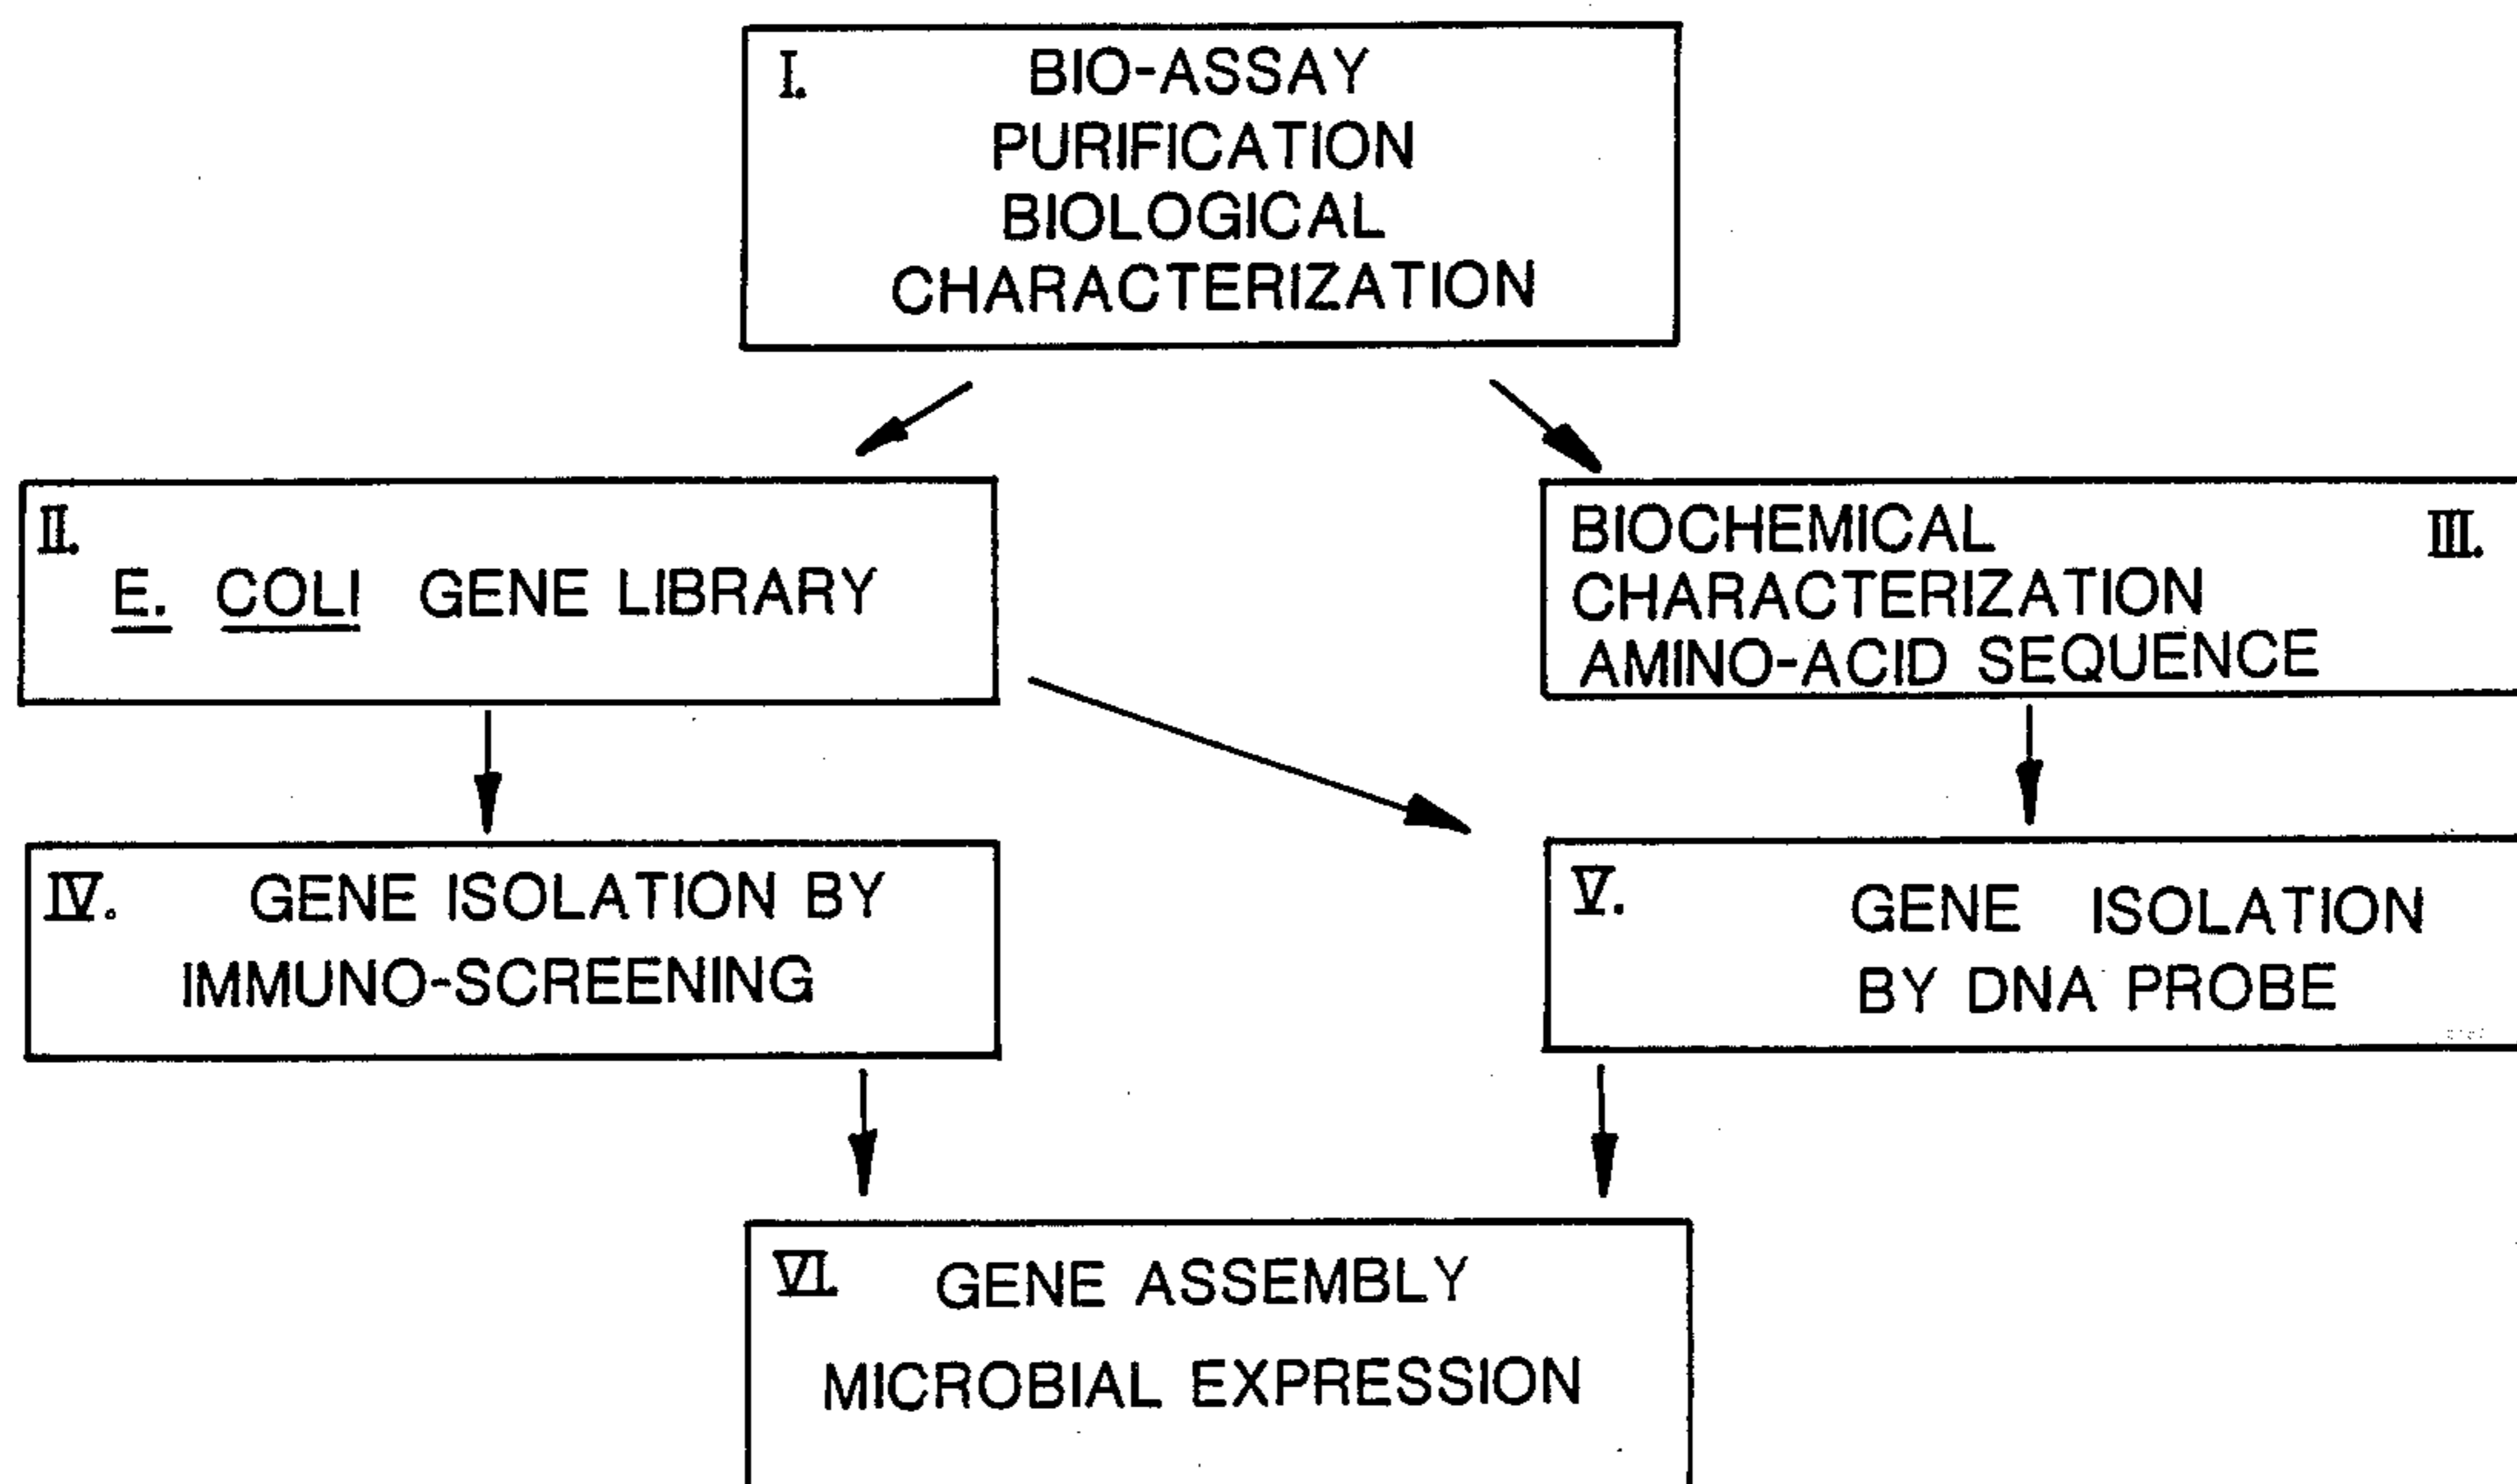 I. BIO-ASSAY
PURIFICATION
BIOLOGICAL
CHARACTERIZATION
II.
E. COLI GENE LIBRARY
BIOCHEMICAL III.
CHARACTERIZATION
AMINO-ACID SEQUENCE
IV. GENE ISOLATION BY
IMMUNO-SCREENING
V. GENE ISOLATION
BY DNA PROBE
VI. GENE ASSEMBLY
MICROBIAL EXPRESSION